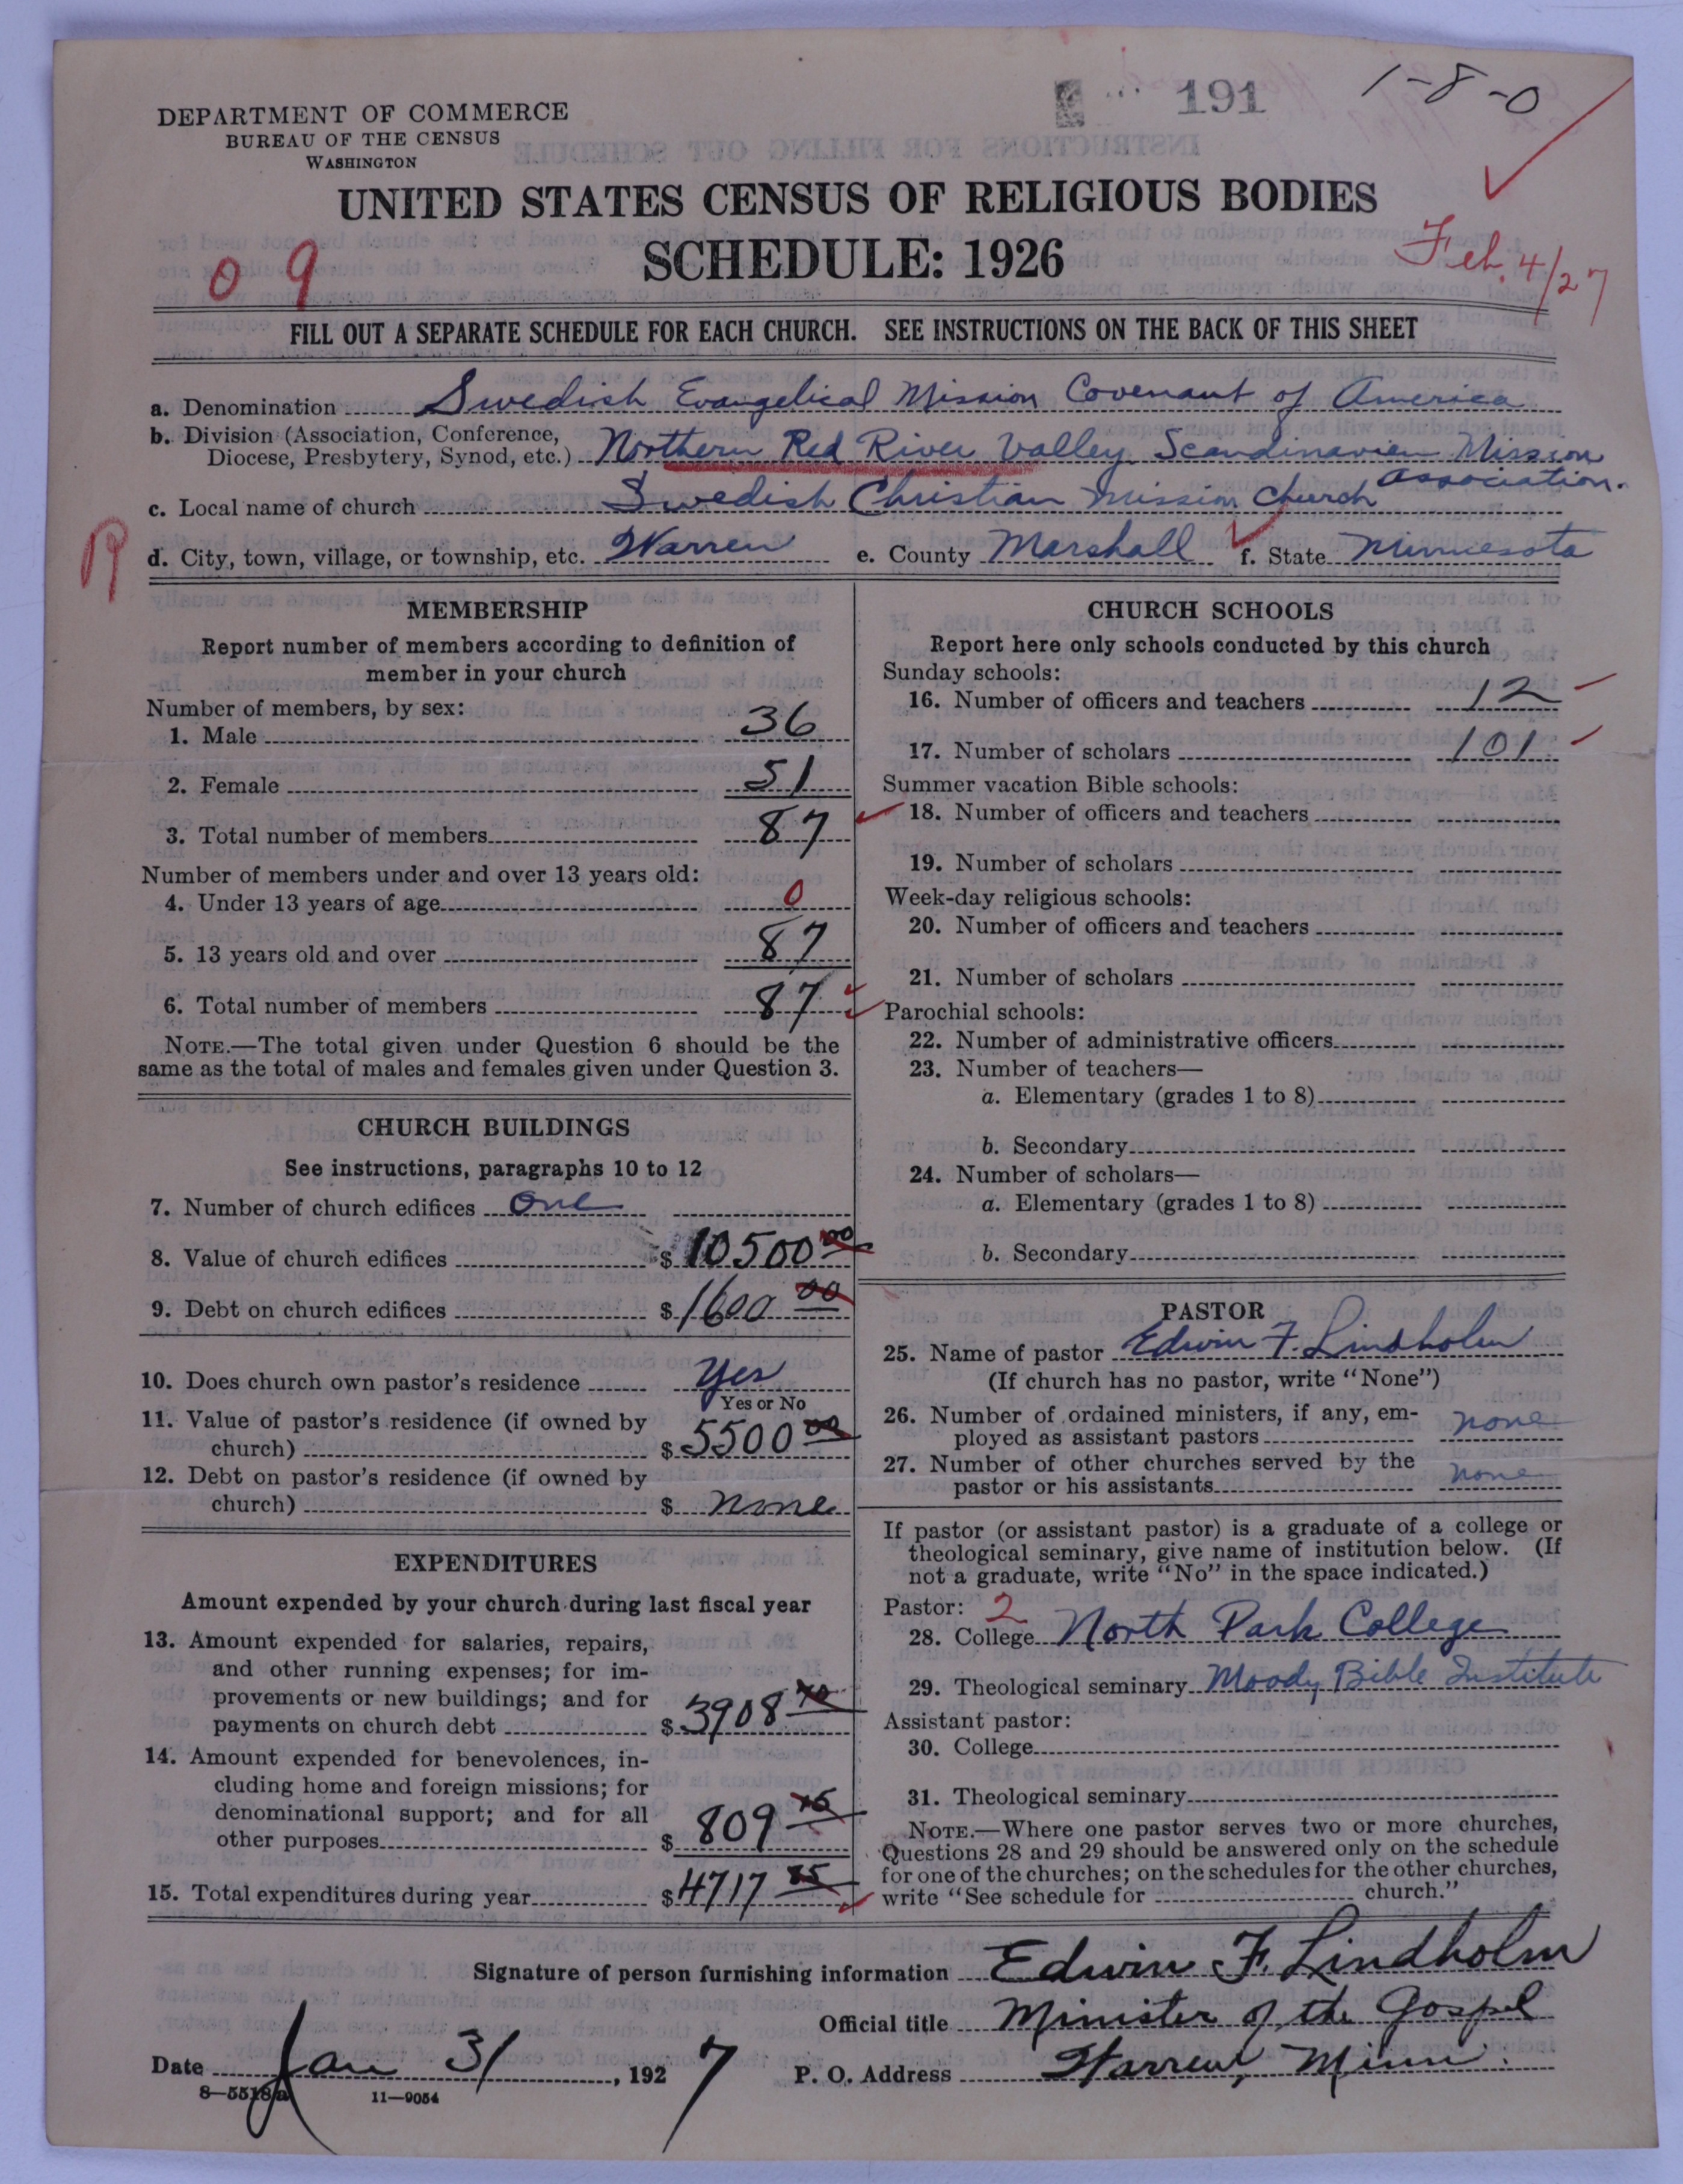 191
1-8-0
DEPARTMENT OF COMMERCE
BUREAU OF THE CENSUS
WASHINGTON
UNITED STATES CENSUS OF RELIGIOUS BODIES
SCHEDULE: 1926
09
Feb. 4/27
FILL OUT A SEPARATE SCHEDULE FOR EACH CHURCH. SEE INSTRUCTIONS ON THE BACK OF THIS SHEET
a. Denomination Swedish Evangelical Mission Covenant of America
b. Division (Association, Conference, Diocese, Presbytery, Synod, etc.) Northern Red River Valley Scandinavian Mission Association.
c. Local name of church Swedish Christian Mission Church
d. City, town, village, or township, etc. Warren e. County Marshall f. State Minnesota
MEMBERSHIP
Report number of members according to definition of
member in your church
Number of members, by sex:
1. Male 36
2. Female 51
3. Total number of members 87
Number of members under and over 13 years old:
4. Under 13 years of age 0
5. 13 years old and over 87
6. Total number of members 87
NOTE.—The total given under Question 6 should be the
same as the total of males and females given under Question 3.
CHURCH BUILDINGS
See instructions, paragraphs 10 to 12
7. Number of church edifices One
8. Value of church edifices $ 10500 00
9. Debt on church edifices $ 1600 00
10. Does church own pastor's residence Yes
Yes or No
11. Value of pastor's residence (if owned by
church) $ 5500 00
12. Debt on pastor's residence (if owned by
church) $ none
EXPENDITURES
Amount expended by your church during last fiscal year
13. Amount expended for salaries, repairs,
and other running expenses; for im-
provements or new buildings; and for
payments on church debt $ 3908
14. Amount expended for benevolences, in-
cluding home and foreign missions; for
denominational support; and for all
other purposes $ 809
15. Total expenditures during year $ 4717
CHURCH SCHOOLS
Report here only schools conducted by this church
Sunday schools:
16. Number of officers and teachers 12
17. Number of scholars 101
Summer vacation Bible schools:
18. Number of officers and teachers
19. Number of scholars
Week-day religious schools:
20. Number of officers and teachers
21. Number of scholars
Parochial schools:
22. Number of administrative officers
23. Number of teachers—
a. Elementary (grades 1 to 8)
b. Secondary
24. Number of scholars—
a. Elementary (grades 1 to 8)
b. Secondary
PASTOR
25. Name of pastor Edwin F. Lindholm
(If church has no pastor, write "None")
26. Number of ordained ministers, if any, em-
ployed as assistant pastors none
27. Number of other churches served by the
pastor or his assistants none
If pastor (or assistant pastor) is a graduate of a college or
theological seminary, give name of institution below. (If
not a graduate, write "No" in the space indicated.)
Pastor: 2
28. College North Park College
29. Theological seminary Moody Bible Institute
Assistant pastor:
30. College
31. Theological seminary
NOTE.—Where one pastor serves two or more churches,
Questions 28 and 29 should be answered only on the schedule
for one of the churches; on the schedules for the other churches,
write "See schedule for church."
Signature of person furnishing information Edwin F. Lindholm
Official title Minister of the Gospel
Date Jan 31, 1927 P. O. Address Warren, Minn.
8-5518a 11-9054